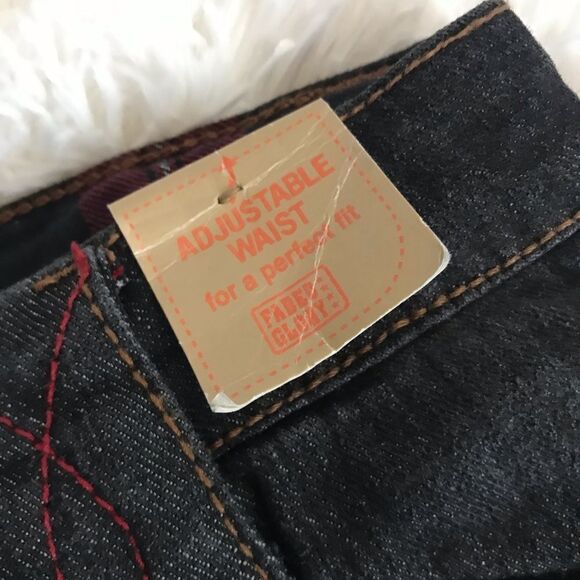 ADJUSTABLE
WAIST
for a perfect fit
FADED
GLORY